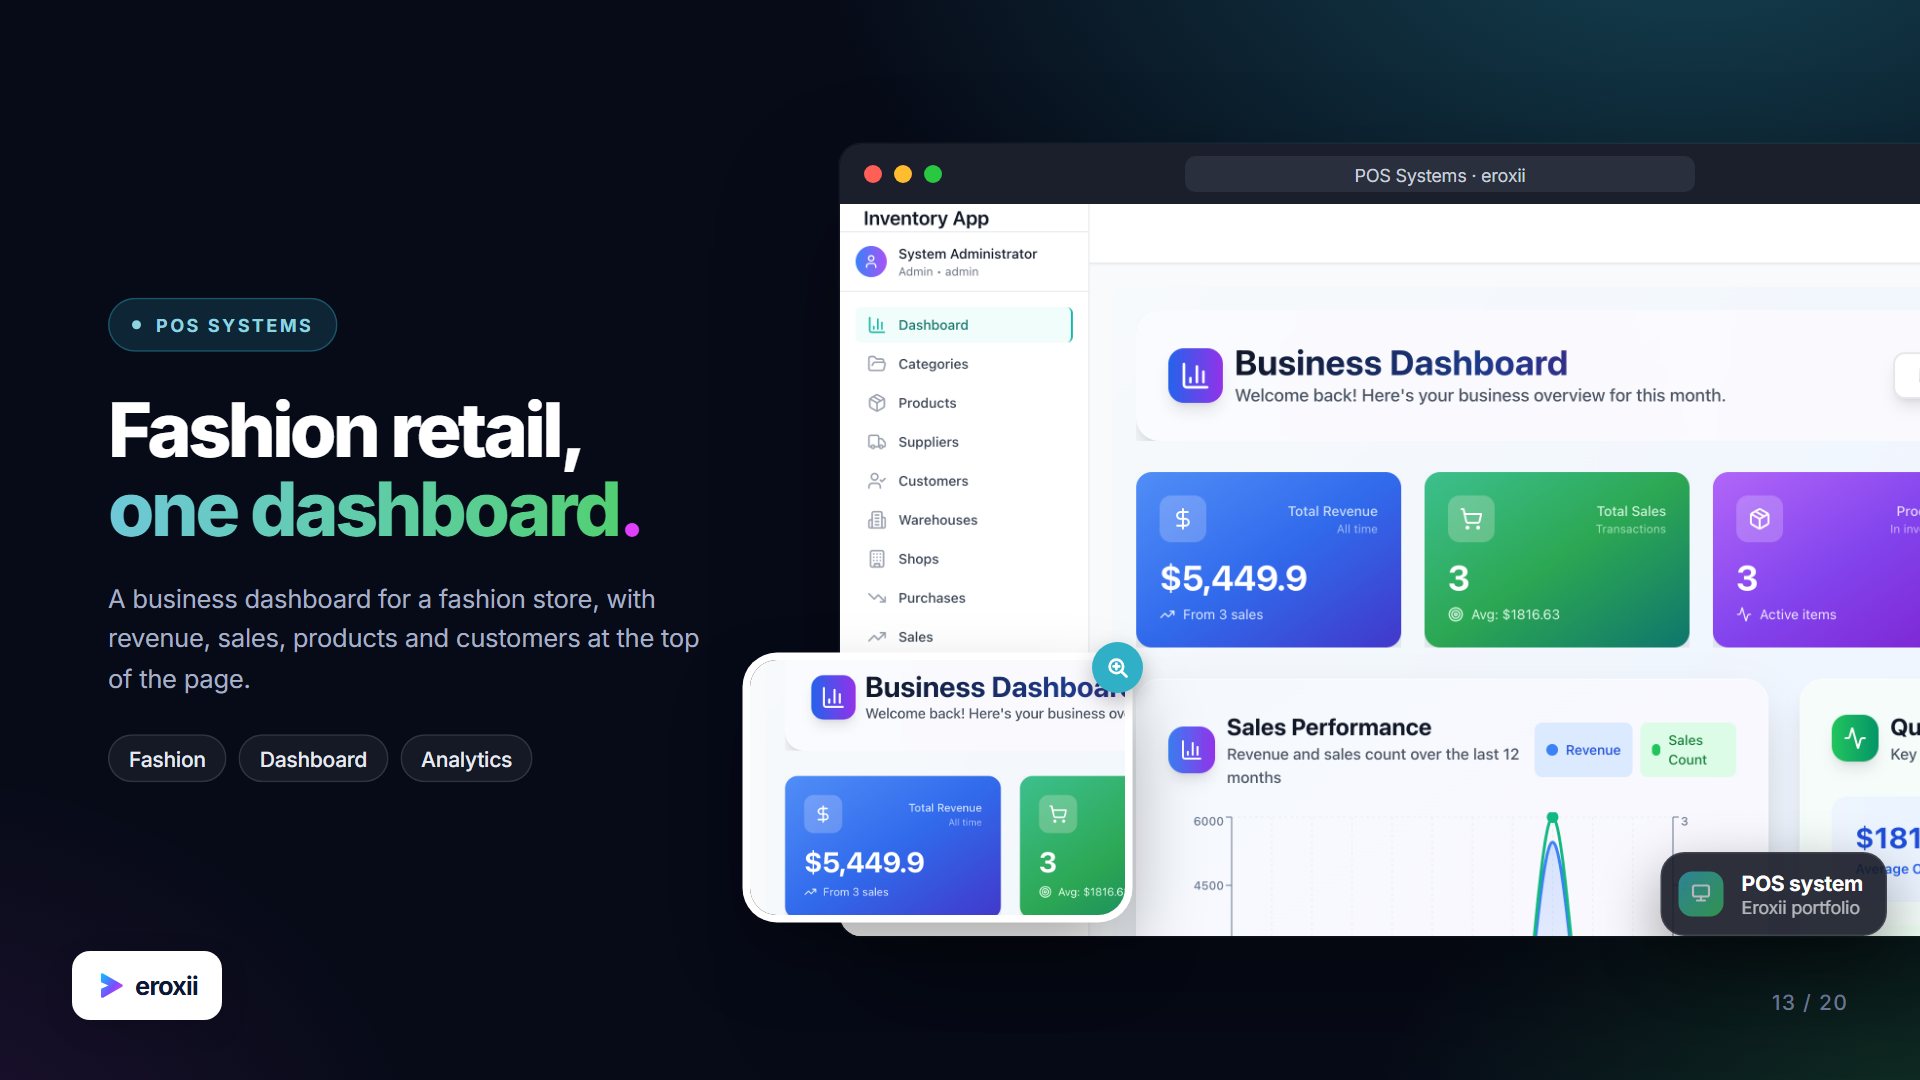 POS SYSTEMS
Fashion retail,
one dashboard.
A business dashboard for a fashion store, with
revenue, sales, products and customers at the top
of the page.
Fashion
Dashboard
Analytics
eroxii
POS Systems · eroxii
Inventory App
System Administrator
Admin • admin
Dashboard
Categories
Products
Suppliers
Customers
Warehouses
Shops
Purchases
Sales
Business Dashboard
Welcome back! Here's your business overview for this month.
Total Revenue
All time
$5,449.9
From 3 sales
Total Sales
Transactions
3
Avg: $1816.63
3
Active items
Business
Welcome back! Here's your business
Total Revenue
All time
$5,449.9
From 3 sales
3
Avg:
Sales Performance
Revenue and sales count over the last 12
months
Revenue
Sales
Count
6000
4500
3
Key
POS system
Eroxii portfolio
13 / 20